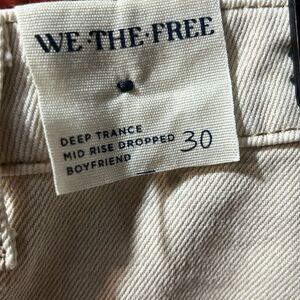 WE·THE·FREE
DEEP TRANCE
MID RISE DROPPED 30
BOYFRIEND